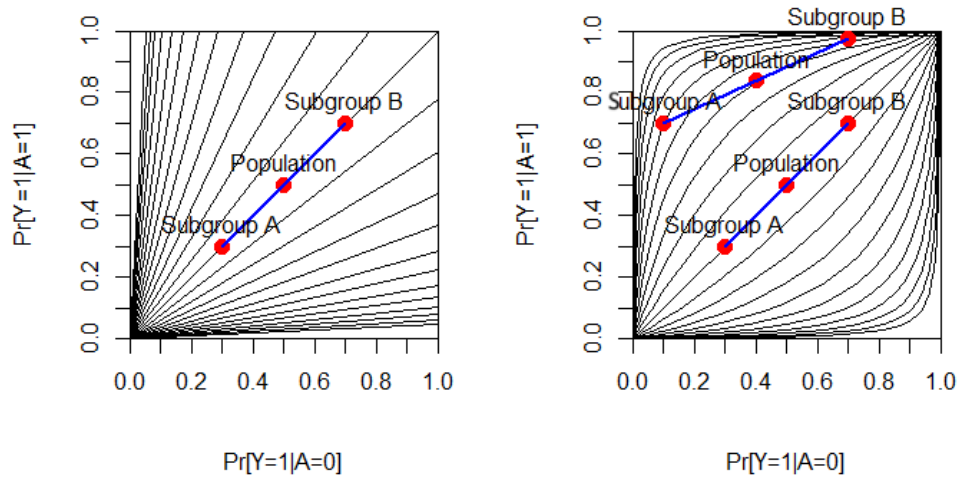 Pr[Y=1|A=1]
1.0
0.8
0.6
0.4
0.2
0.0
Subgroup B
Population
Subgroup A
0.0 0.2 0.4 0.6 0.8 1.0
Pr[Y=1|A=0]
Pr[Y=1|A=1]
1.0
0.8
0.6
0.4
0.2
0.0
Subgroup B
Population
Subgroup A
Subgroup B
Population
Subgroup A
0.0 0.2 0.4 0.6 0.8 1.0
Pr[Y=1|A=0]